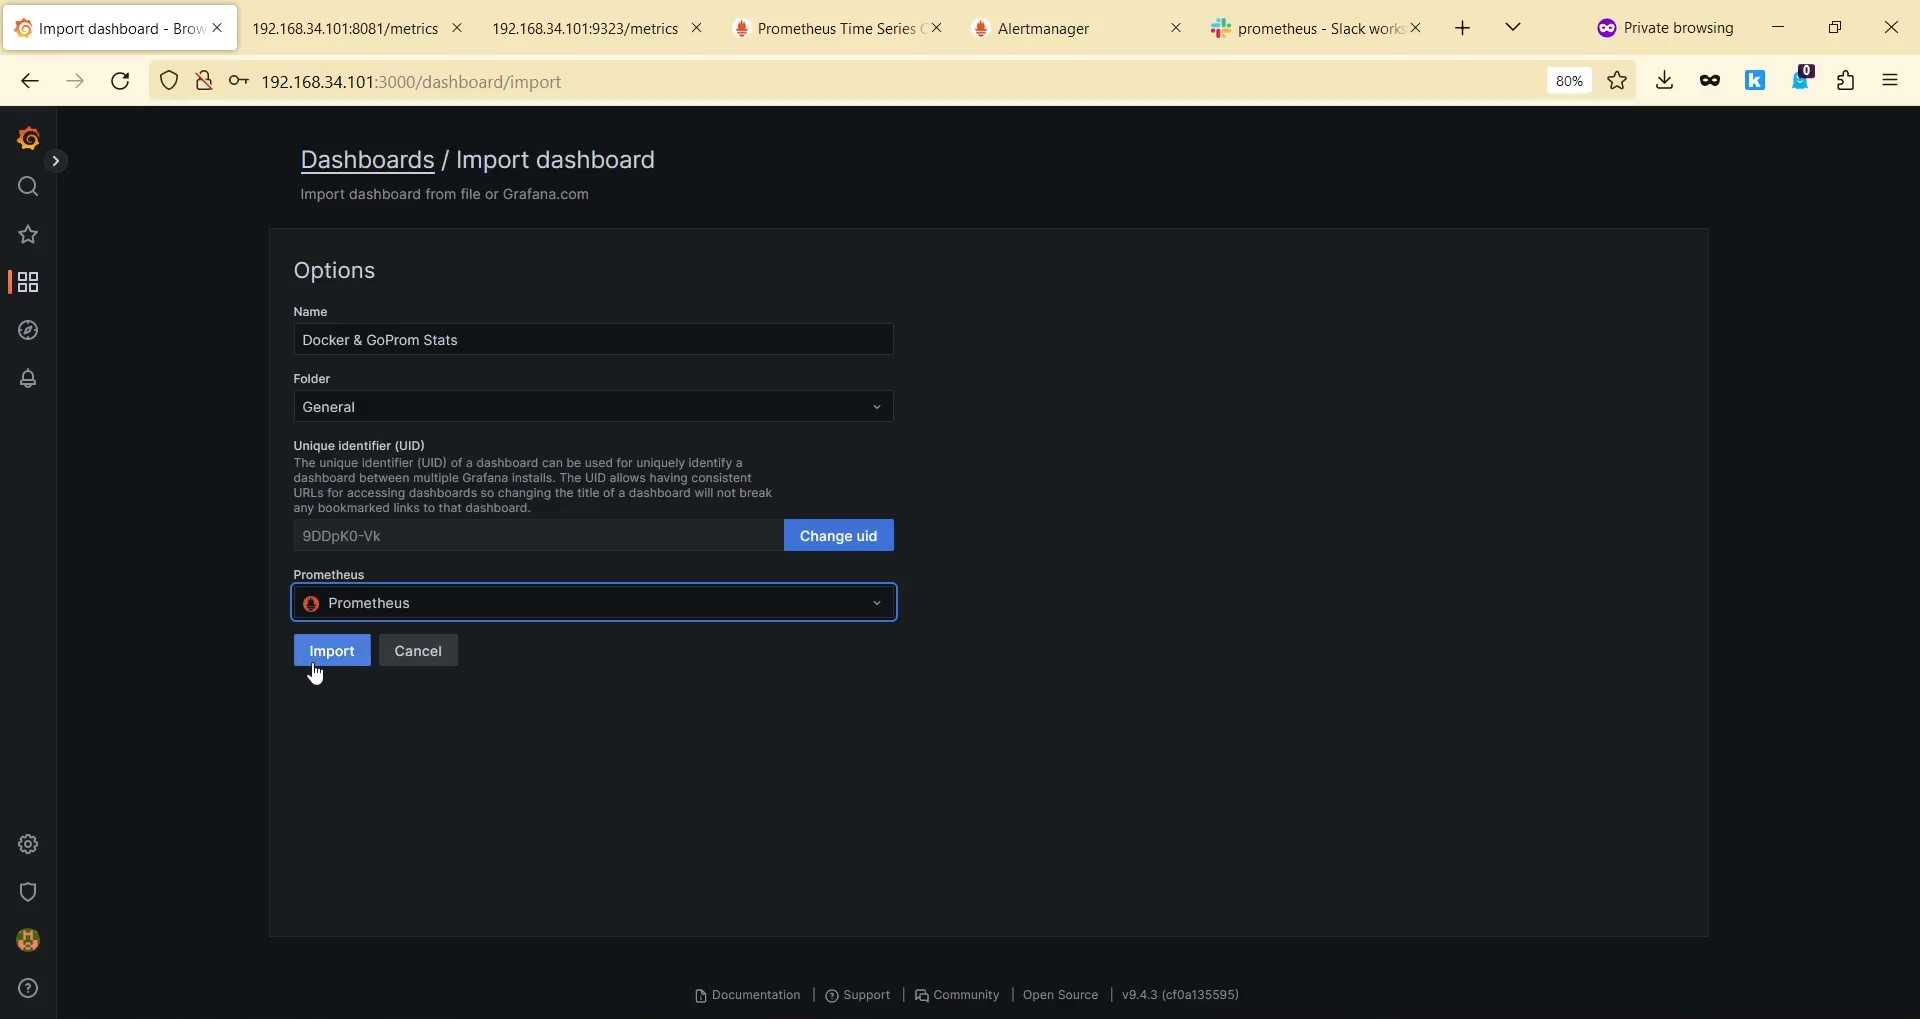 Import dashboard - Brow
192.168.34.101:8081/metrics
192.168.34.101:9323/metrics
Prometheus Time Series C
Alertmanager
prometheus - Slack works
Private browsing
192.168.34.101:3000/dashboard/import
80%
k
0
Dashboards / Import dashboard
Import dashboard from file or Grafana.com
Options
Name
Docker & GoProm Stats
Folder
General
Unique identifier (UID)
The unique identifier (UID) of a dashboard can be used for uniquely identify a
dashboard between multiple Grafana installs. The UID allows having consistent
URLs for accessing dashboards so changing the title of a dashboard will not break
any bookmarked links to that dashboard.
9DDpK0-Vk
Change uid
Prometheus
Prometheus
Import
Cancel
Documentation | Support | Community | Open Source | v9.4.3 (cf0a135595)